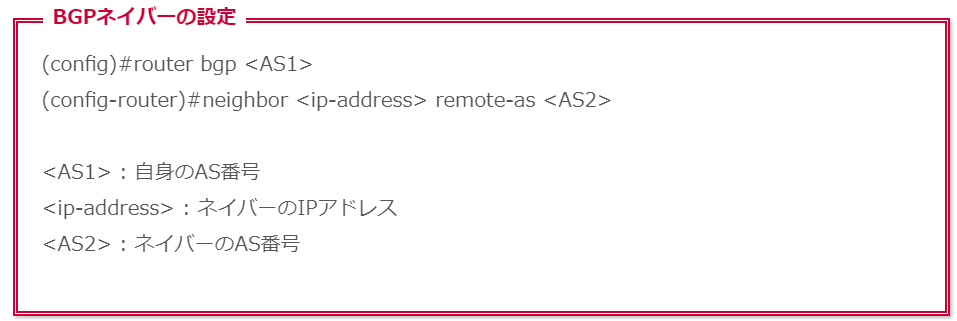 BGPネイバーの設定
(config)#router bgp <AS1>
(config-router)#neighbor <ip-address> remote-as <AS2>
<AS1> : 自身のAS番号
<ip-address> : ネイバーのIPアドレス
<AS2> : ネイバーのAS番号